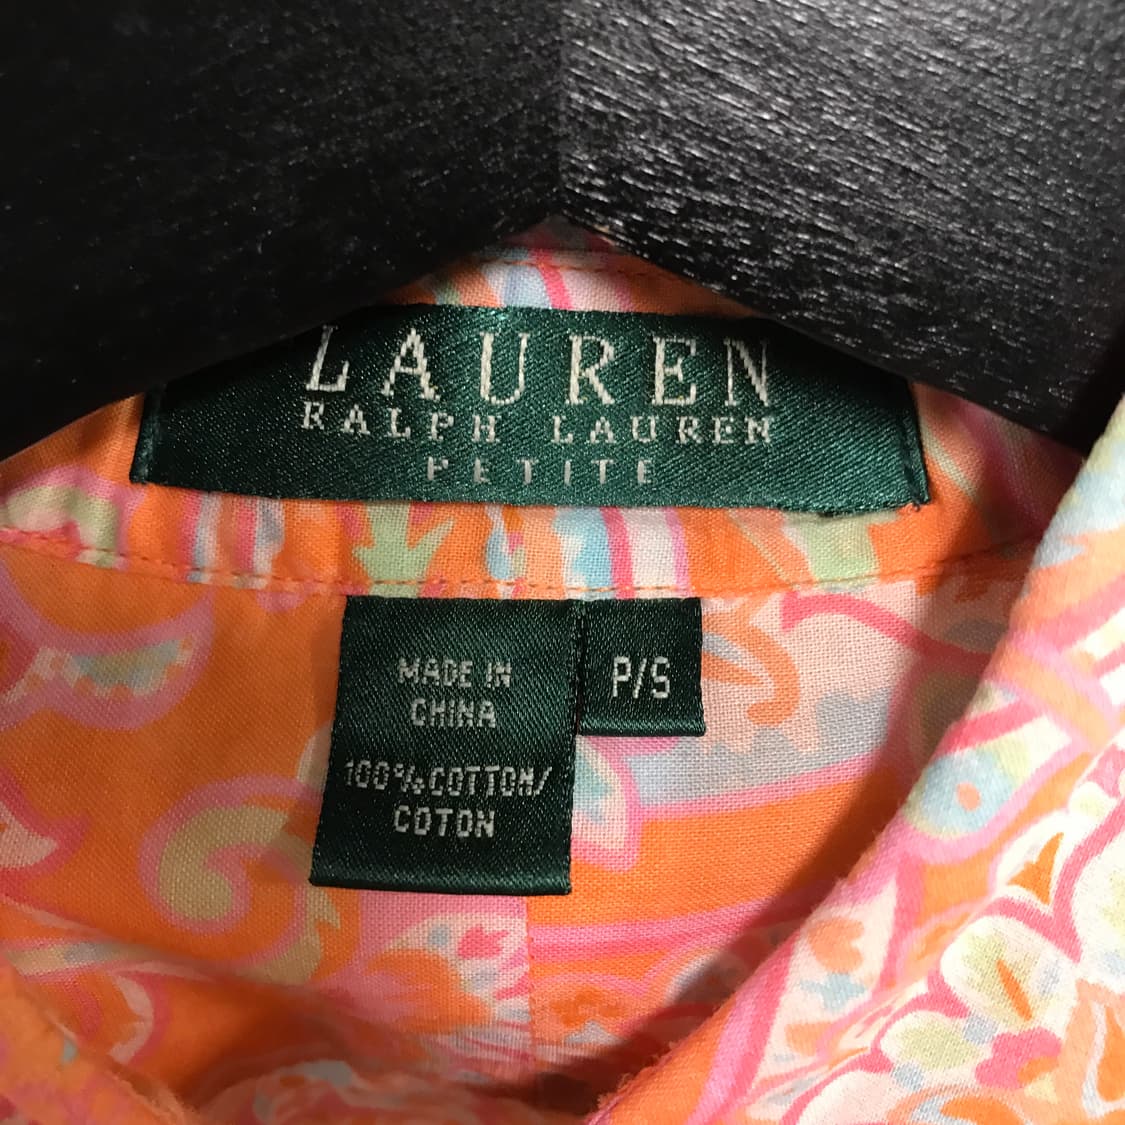 LAUREN
RALPH LAUREN
PETITE
MADE IN
CHINA
P/S
100%COTTON/
COTON